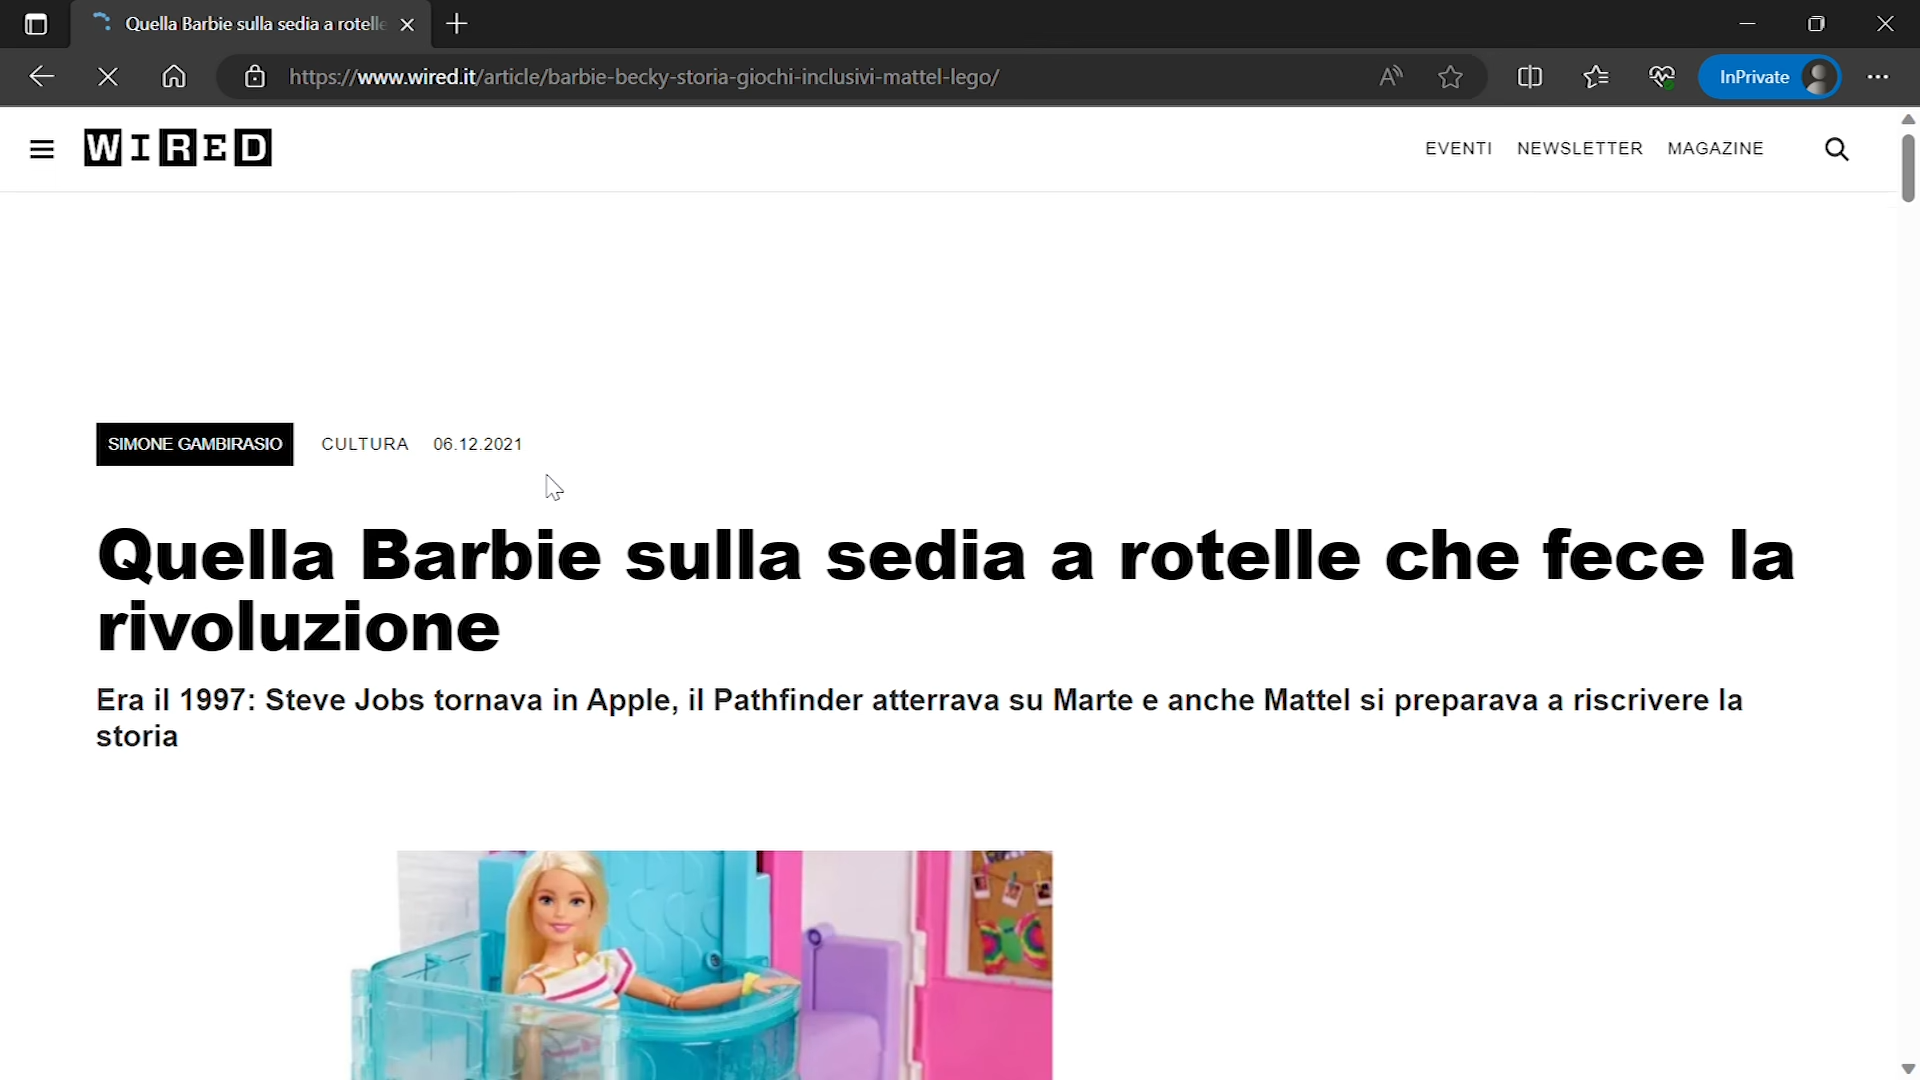 Quella Barbie sulla sedia a rotelle
https://www.wired.it/article/barbie-becky-storia-giochi-inclusivi-mattel-lego/
InPrivate
WIRED
EVENTI NEWSLETTER MAGAZINE
SIMONE GAMBIRASIO CULTURA 06.12.2021
Quella Barbie sulla sedia a rotelle che fece la
rivoluzione
Era il 1997: Steve Jobs tornava in Apple, il Pathfinder atterrava su Marte e anche Mattel si preparava a riscrivere la
storia